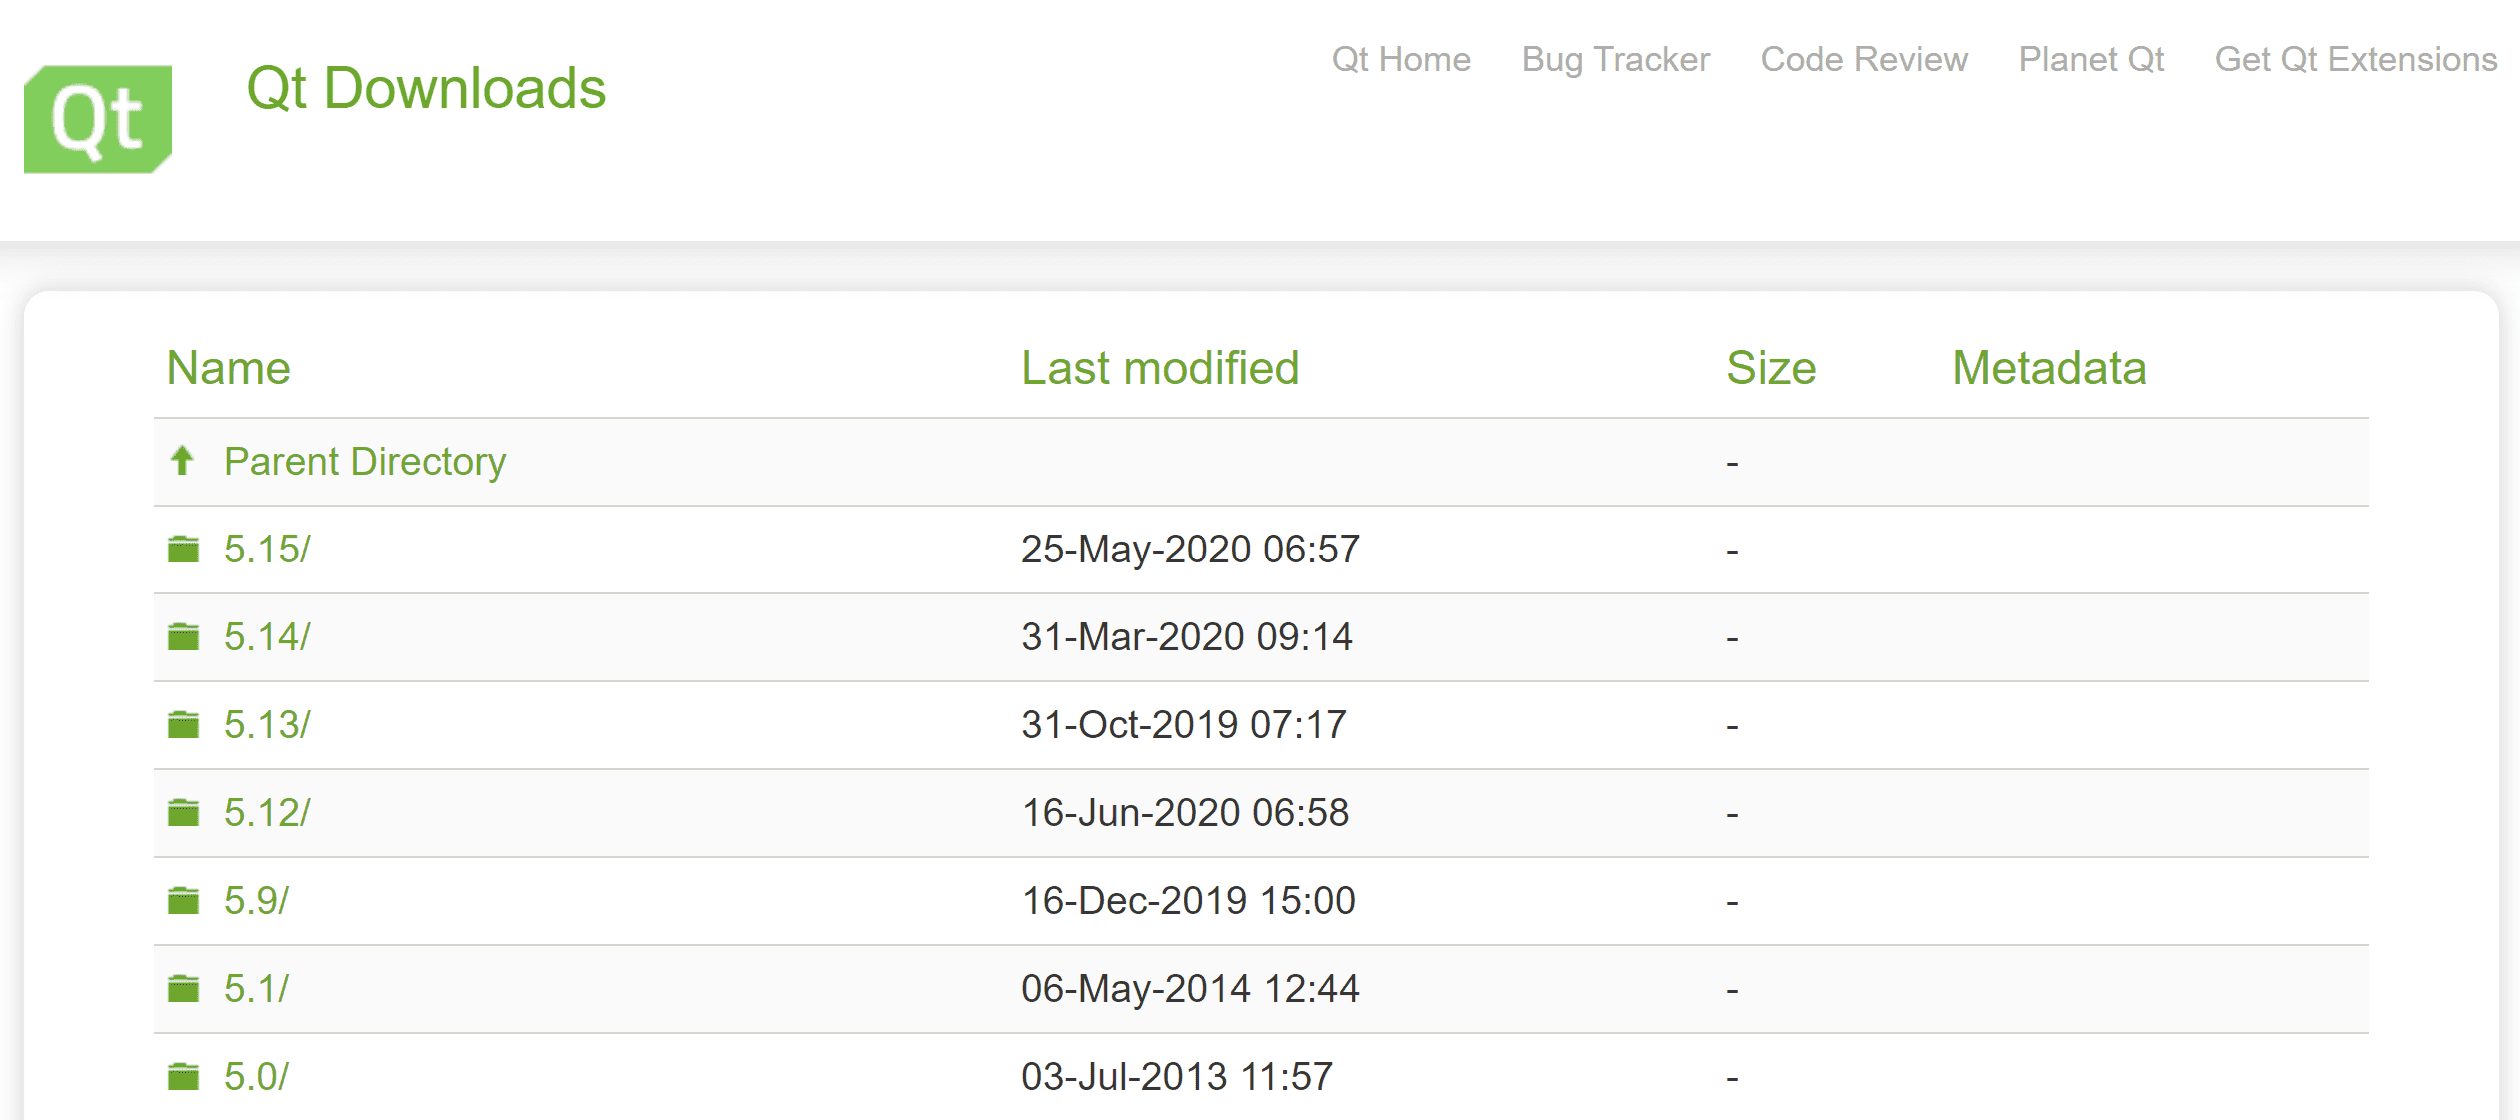 Qt
Qt Downloads
Qt Home Bug Tracker Code Review Planet Qt Get Qt Extensions
Name Last modified Size Metadata
Parent Directory -
5.15/ 25-May-2020 06:57 -
5.14/ 31-Mar-2020 09:14 -
5.13/ 31-Oct-2019 07:17 -
5.12/ 16-Jun-2020 06:58 -
5.9/ 16-Dec-2019 15:00 -
5.1/ 06-May-2014 12:44 -
5.0/ 03-Jul-2013 11:57 -